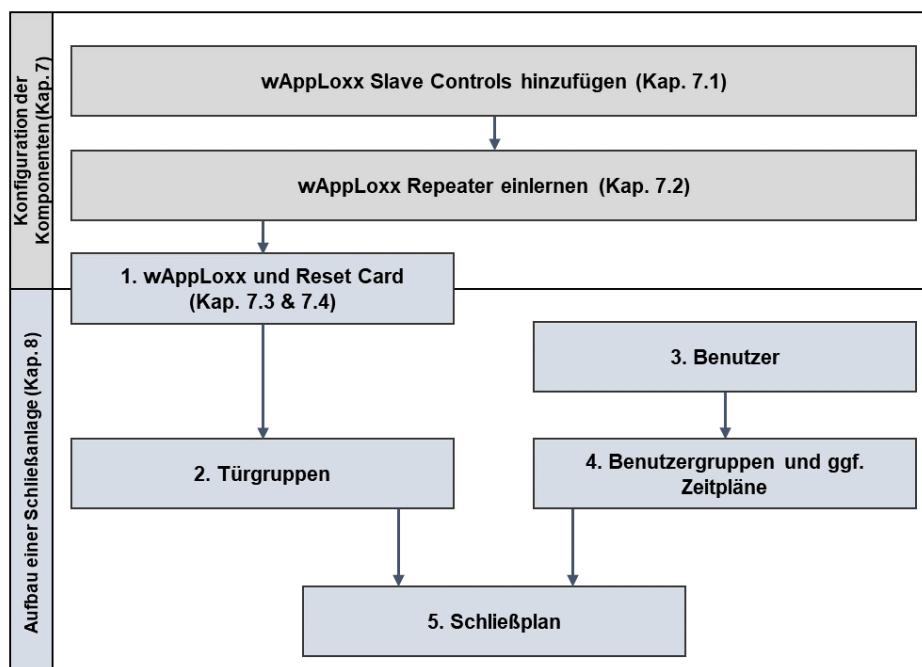 Konfiguration der
Komponenten (Kap. 7)
wAppLoxx Slave Controls hinzufügen (Kap. 7.1)
wAppLoxx Repeater einlernen (Kap. 7.2)
1. wAppLoxx und Reset Card
(Kap. 7.3 & 7.4)
Aufbau einer Schließanlage (Kap. 8)
3. Benutzer
2. Türgruppen
4. Benutzergruppen und ggf.
Zeitpläne
5. Schließplan